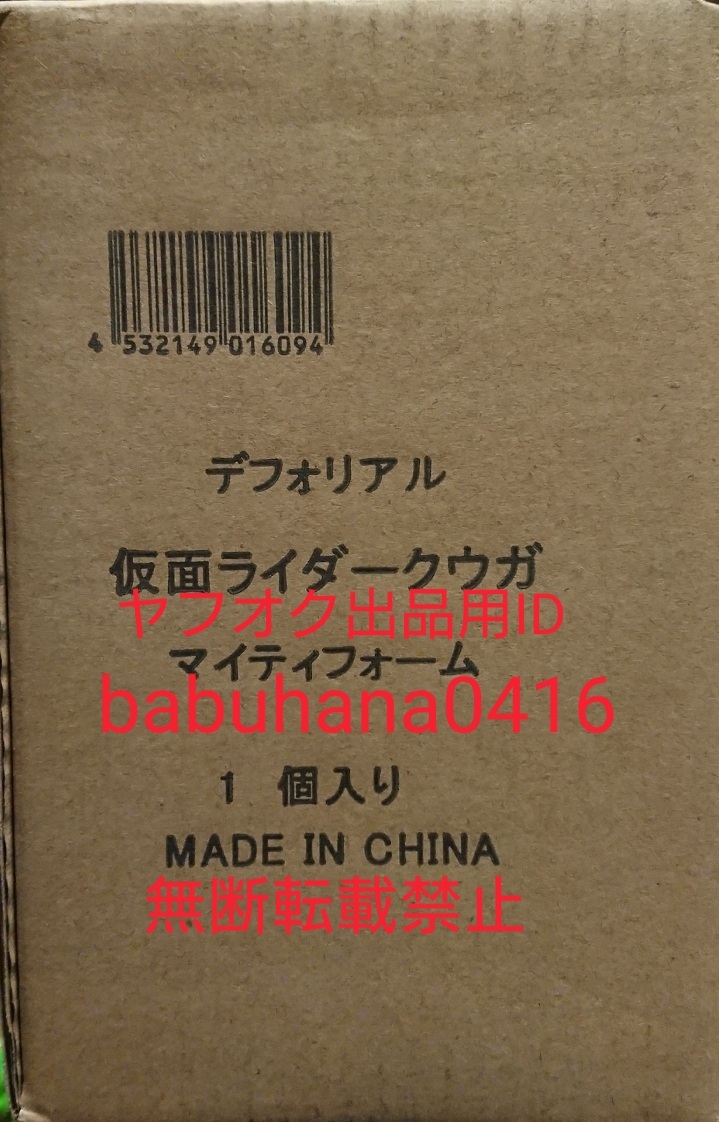 4 532149 016094
デフォリアル
仮面ライダークウガ
ヤフオク出品用ID
マイティフォーム
babuhana0416
1 個入り
MADE IN CHINA
無断転載禁止